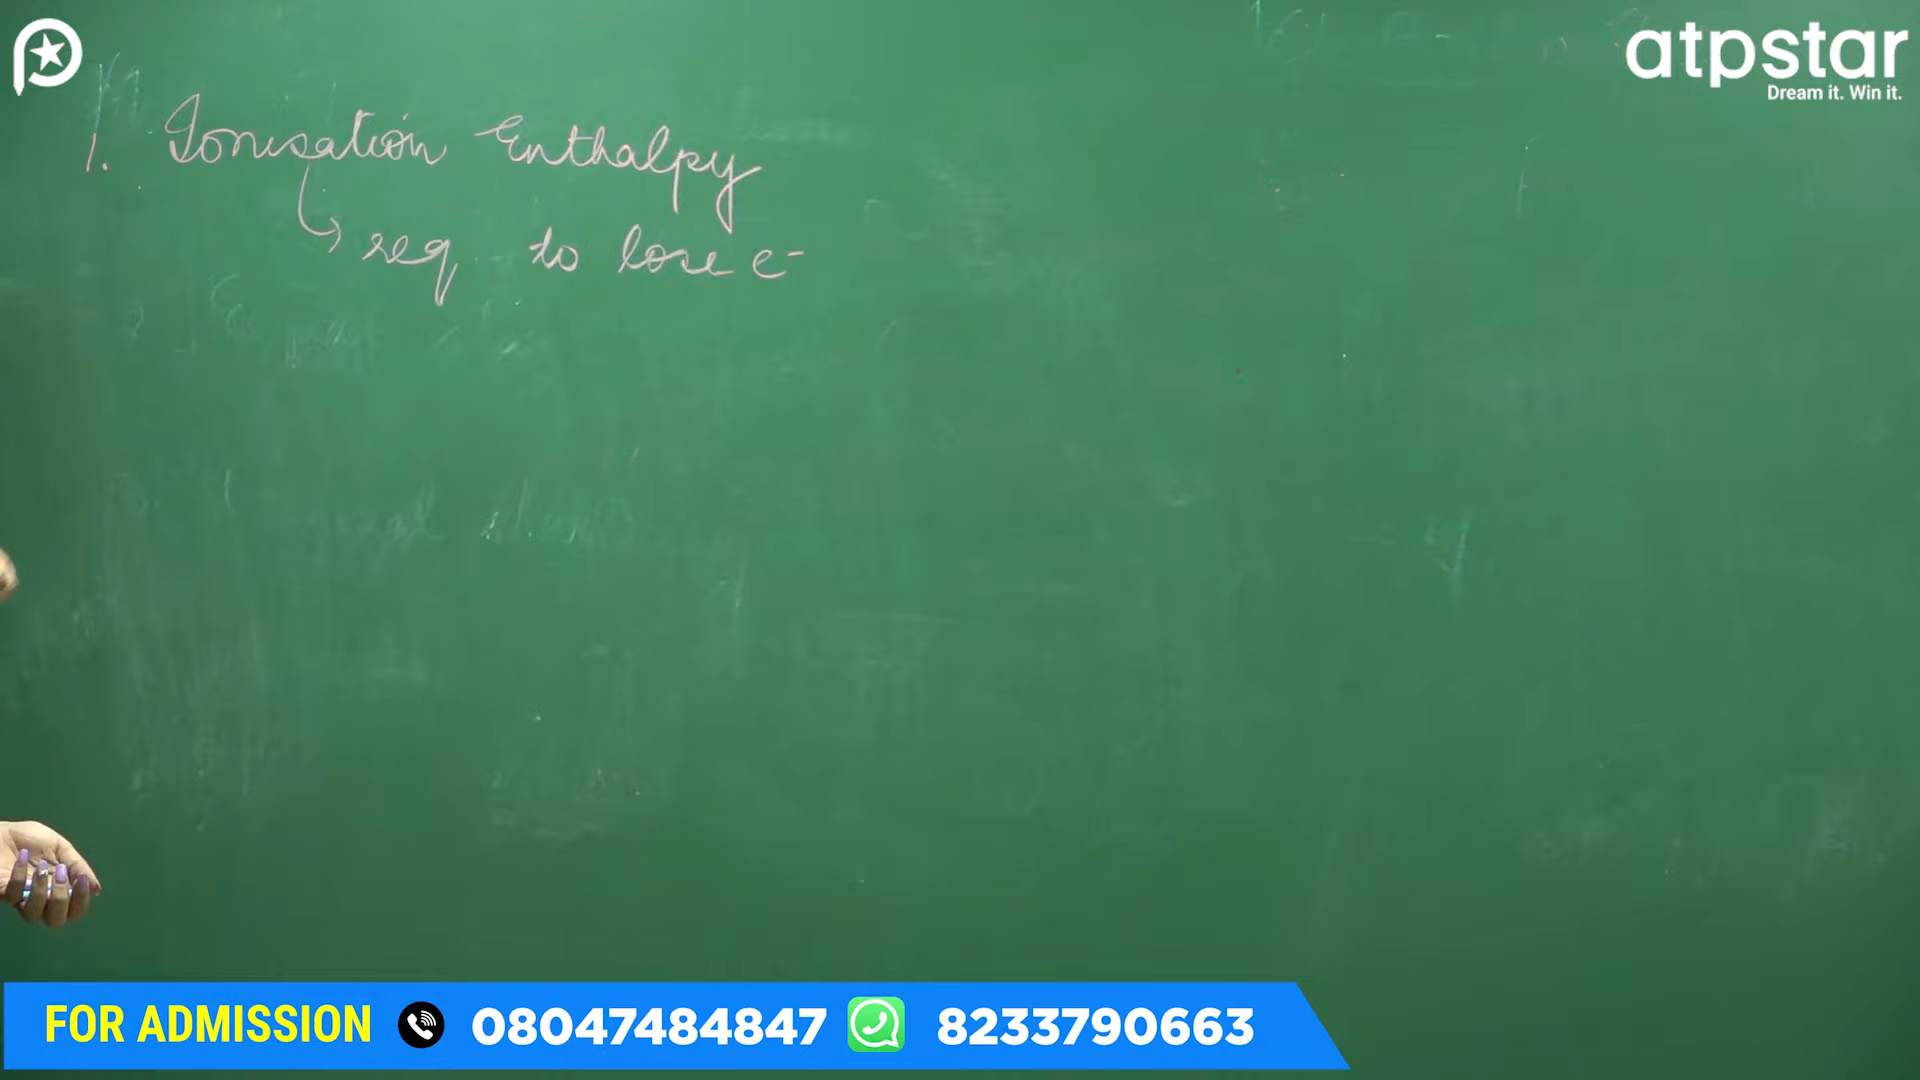 atpstar
Dream it. Win it.
1. Ionisation Enthalpy
↳ req to lose e-
FOR ADMISSION 08047484847 8233790663